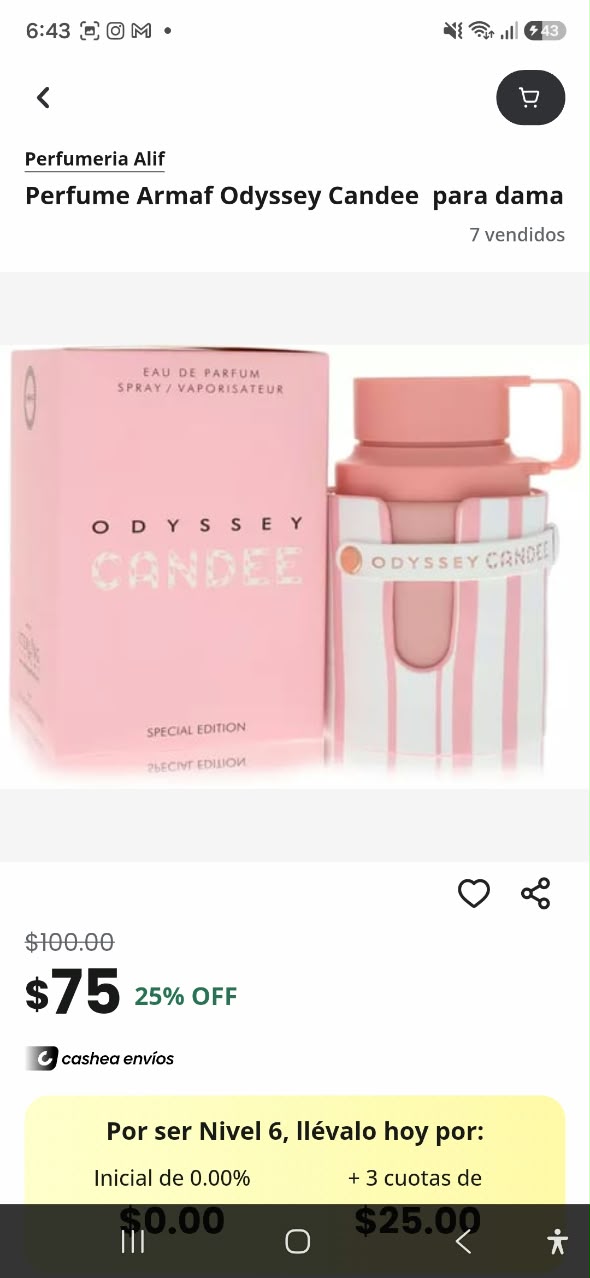 6:43
43
Perfumeria Alif
Perfume Armaf Odyssey Candee para dama
7 vendidos
EAU DE PARFUM
SPRAY / VAPORISATEUR
ODYSSEY
CANDEE
SPECIAL EDITION
ODYSSEY CANDEE
$100.00
$75 25% OFF
cashea envíos
Por ser Nivel 6, llévalo hoy por:
Inicial de 0.00% + 3 cuotas de
$0.00 $25.00